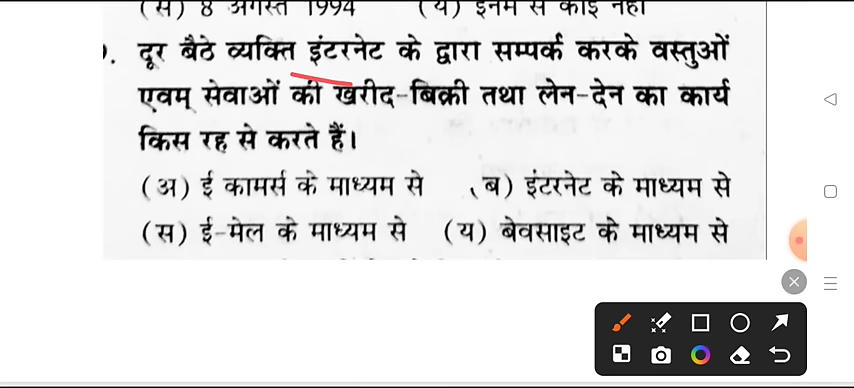 (स) 8 अगस्त 1994 (य) इनमें से कोई नहीं
. दूर बैठे व्यक्ति इंटरनेट के द्वारा सम्पर्क करके वस्तुओं
एवम् सेवाओं की खरीद-बिक्री तथा लेन-देन का कार्य
किस रह से करते हैं।
(अ) ई कामर्स के माध्यम से ब) इंटरनेट के माध्यम से
(स) ई-मेल के माध्यम से (य) बेवसाइट के माध्यम से